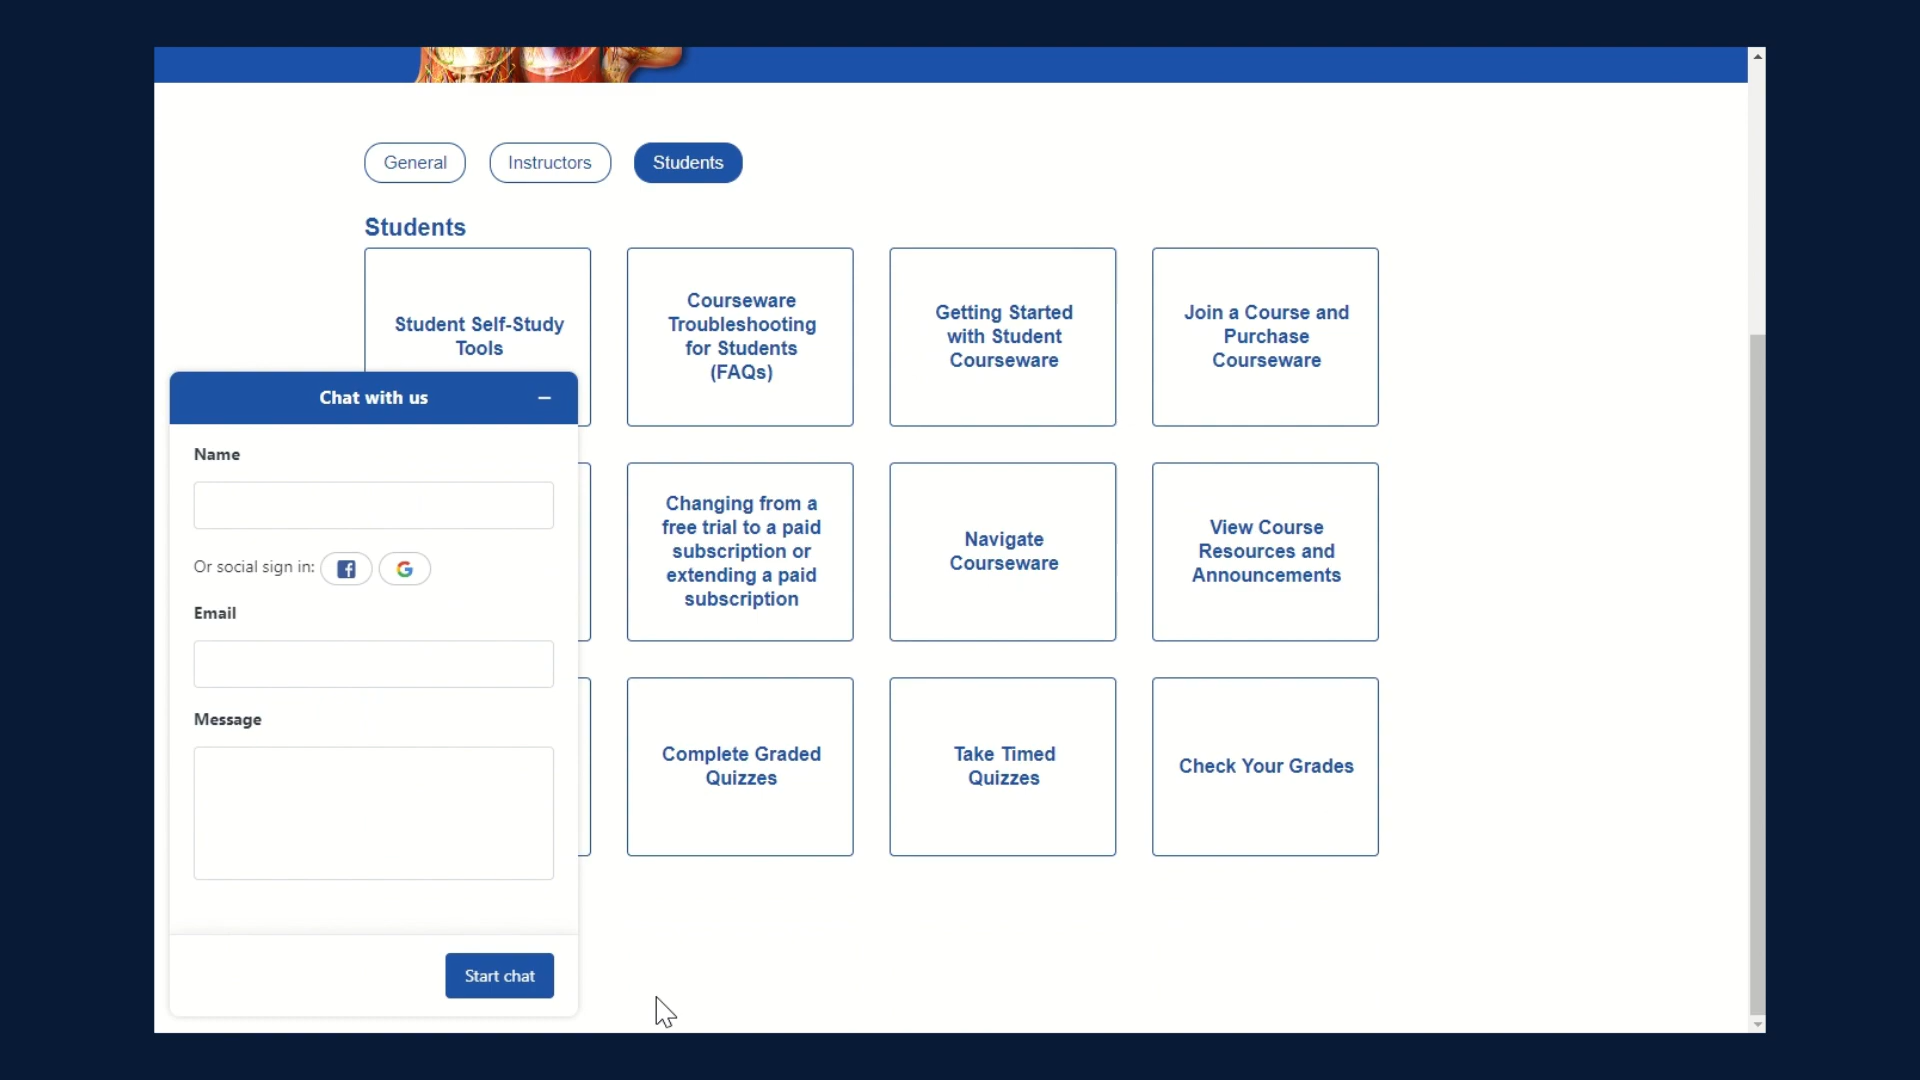 General
Instructors
Students
Students
Student Self-Study
Tools
Courseware
Troubleshooting
for Students
(FAQs)
Getting Started
with Student
Courseware
Join a Course and
Purchase
Courseware
Chat with us
Name
Or social sign in:
Email
Message
Start chat
Changing from a
free trial to a paid
subscription or
extending a paid
subscription
Navigate
Courseware
View Course
Resources and
Announcements
Complete Graded
Quizzes
Take Timed
Quizzes
Check Your Grades